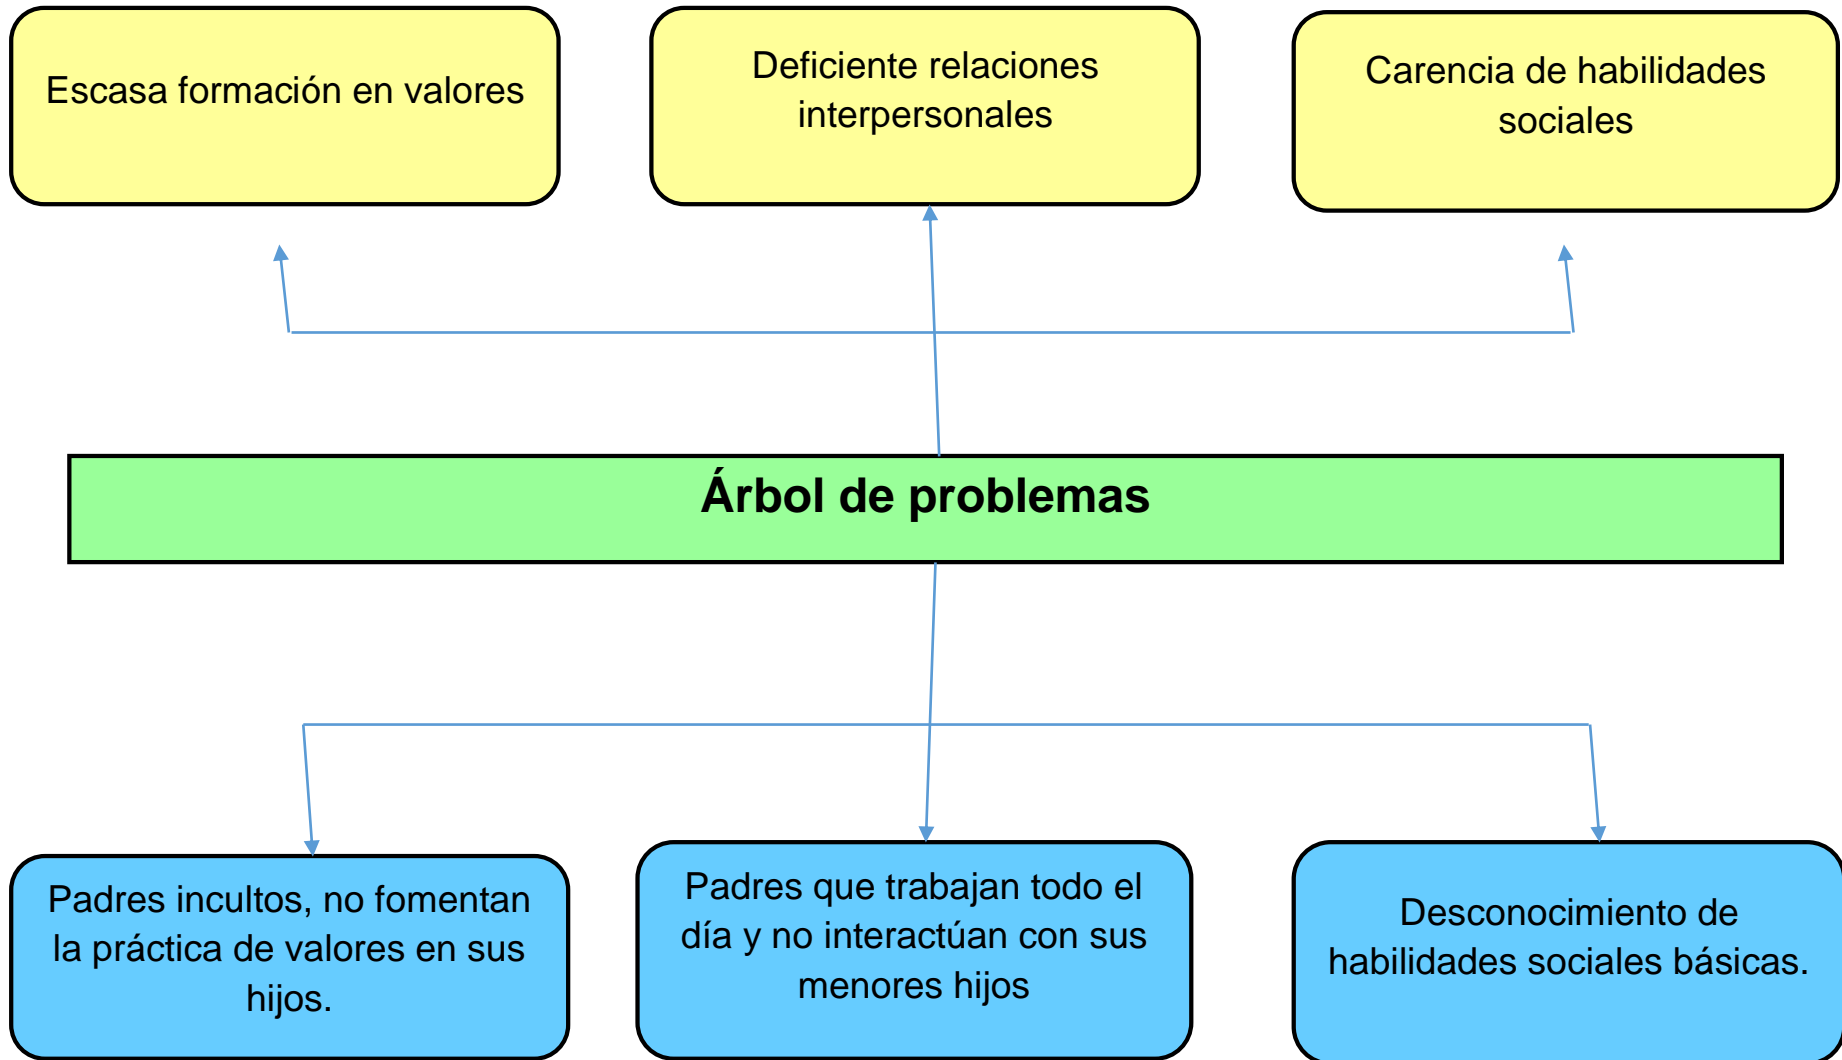 Escasa formación en valores
Deficiente relaciones
interpersonales
Carencia de habilidades
sociales
Árbol de problemas
Padres incultos, no fomentan
la práctica de valores en sus
hijos.
Padres que trabajan todo el
día y no interactúan con sus
menores hijos
Desconocimiento de
habilidades sociales básicas.